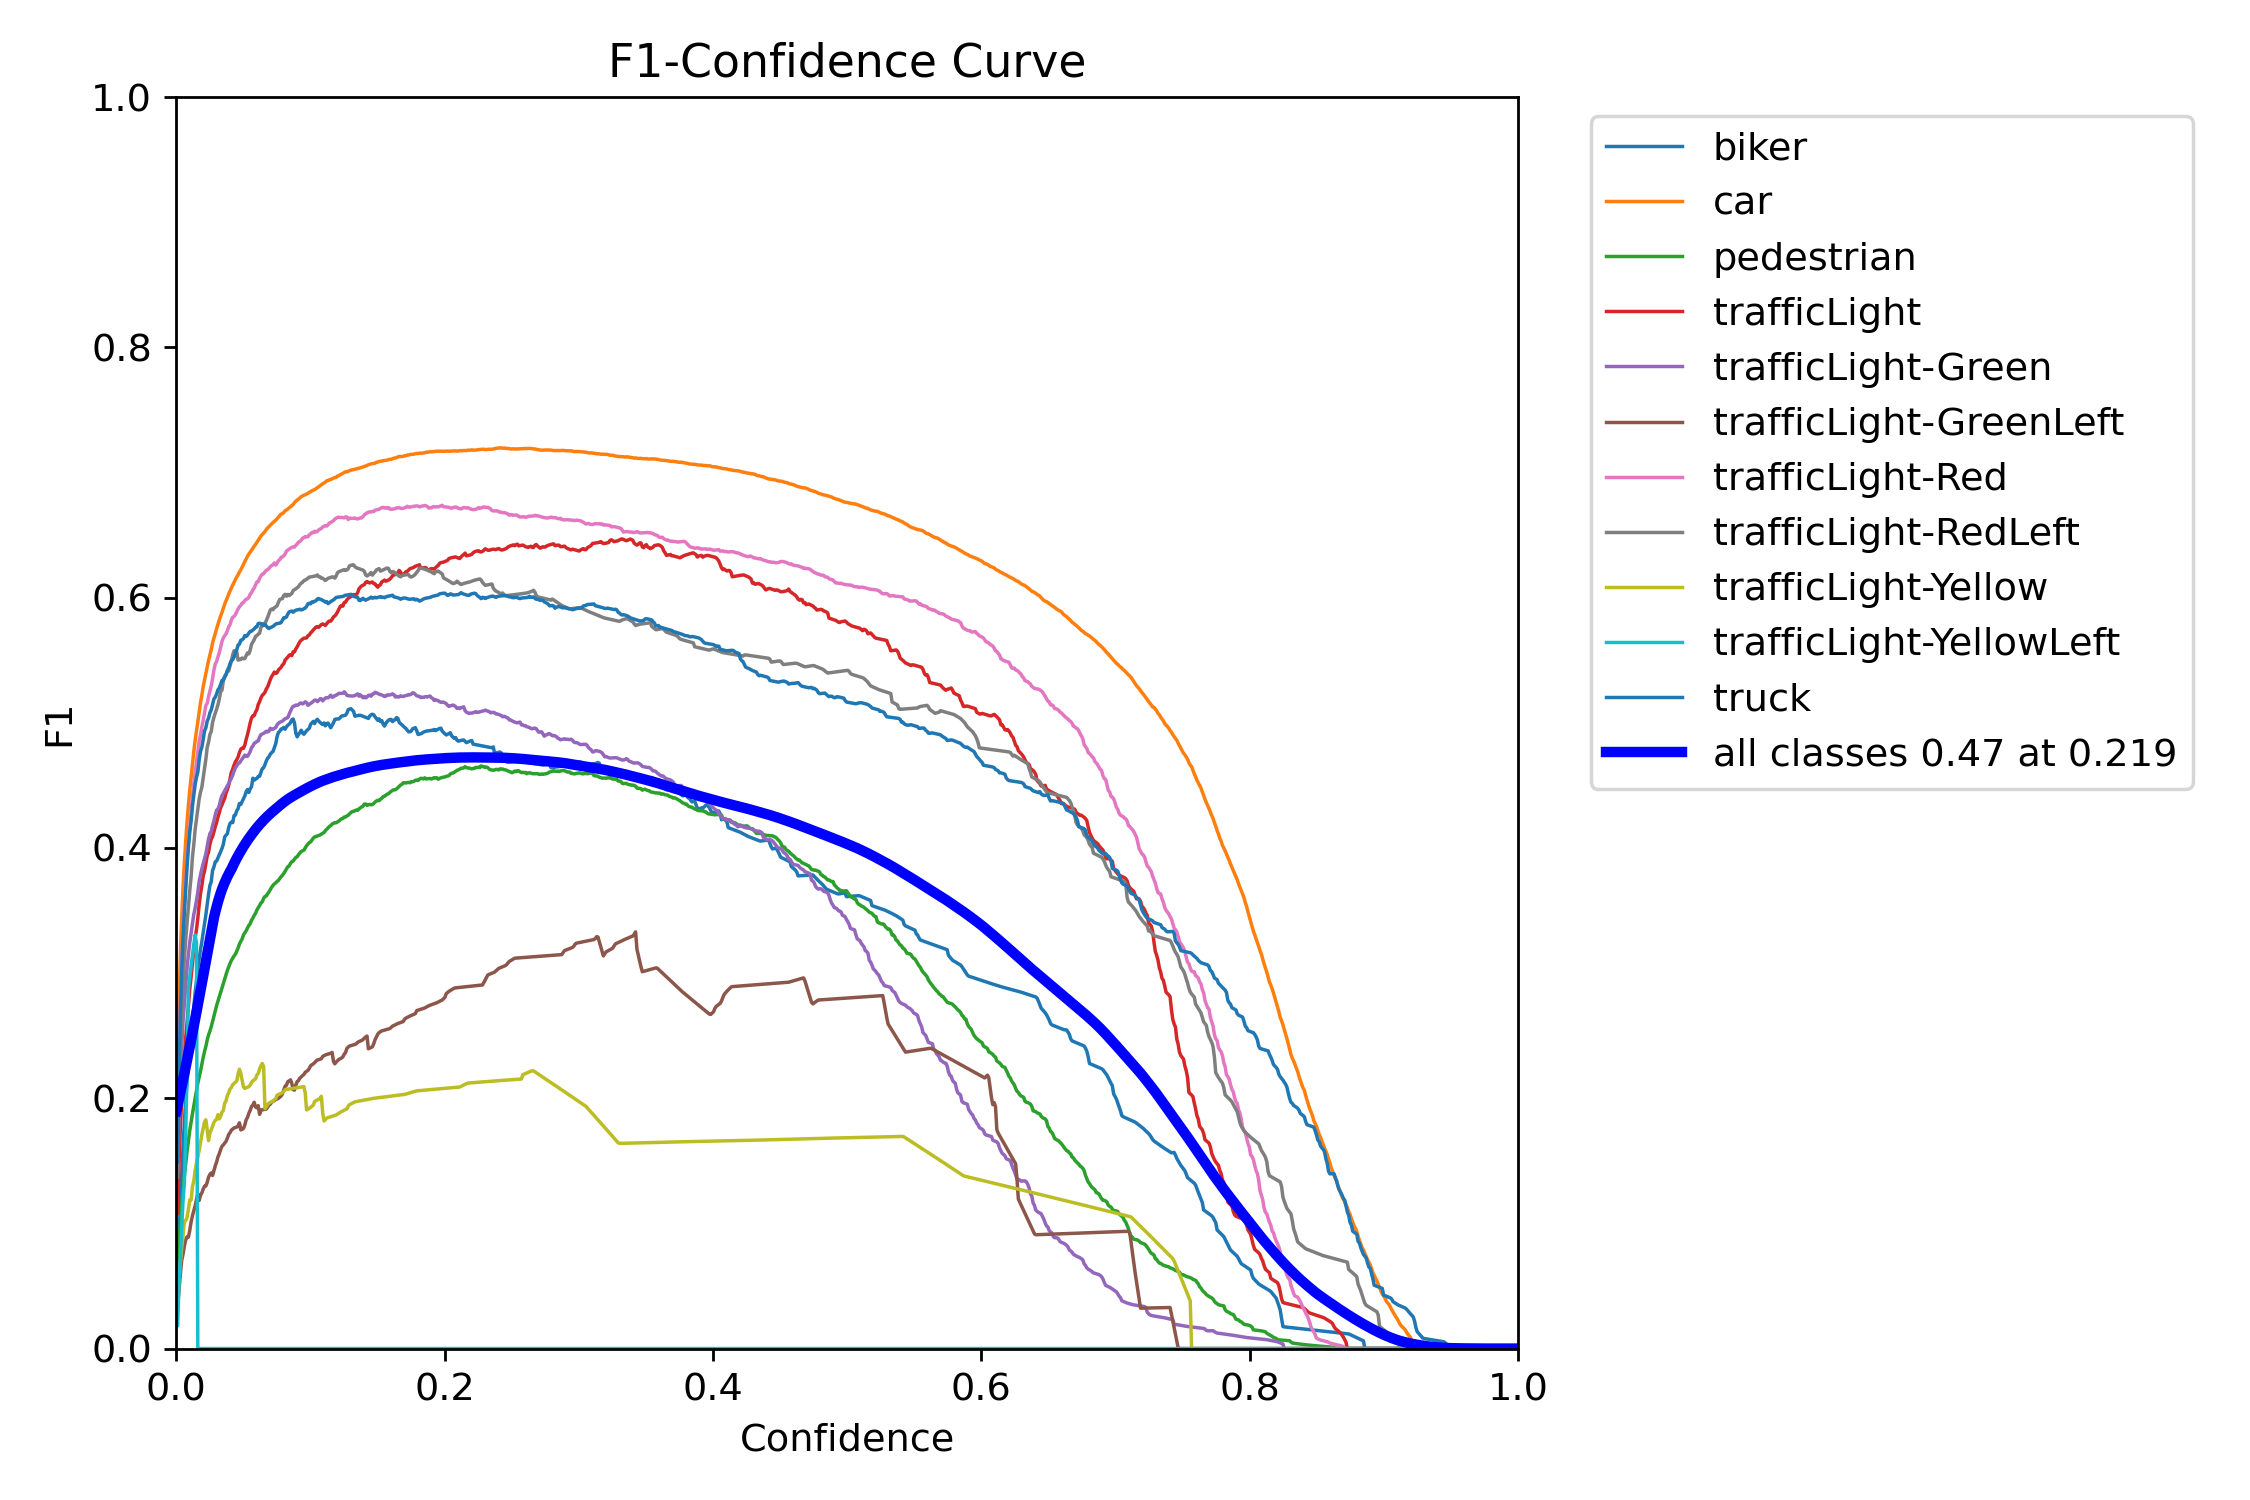 F1-Confidence Curve
1.0
0.8
0.6
0.4
0.2
0.0
F1
0.0 0.2 0.4 0.6 0.8 1.0
Confidence
biker
car
pedestrian
trafficLight
trafficLight-Green
trafficLight-GreenLeft
trafficLight-Red
trafficLight-RedLeft
trafficLight-Yellow
trafficLight-YellowLeft
truck
all classes 0.47 at 0.219